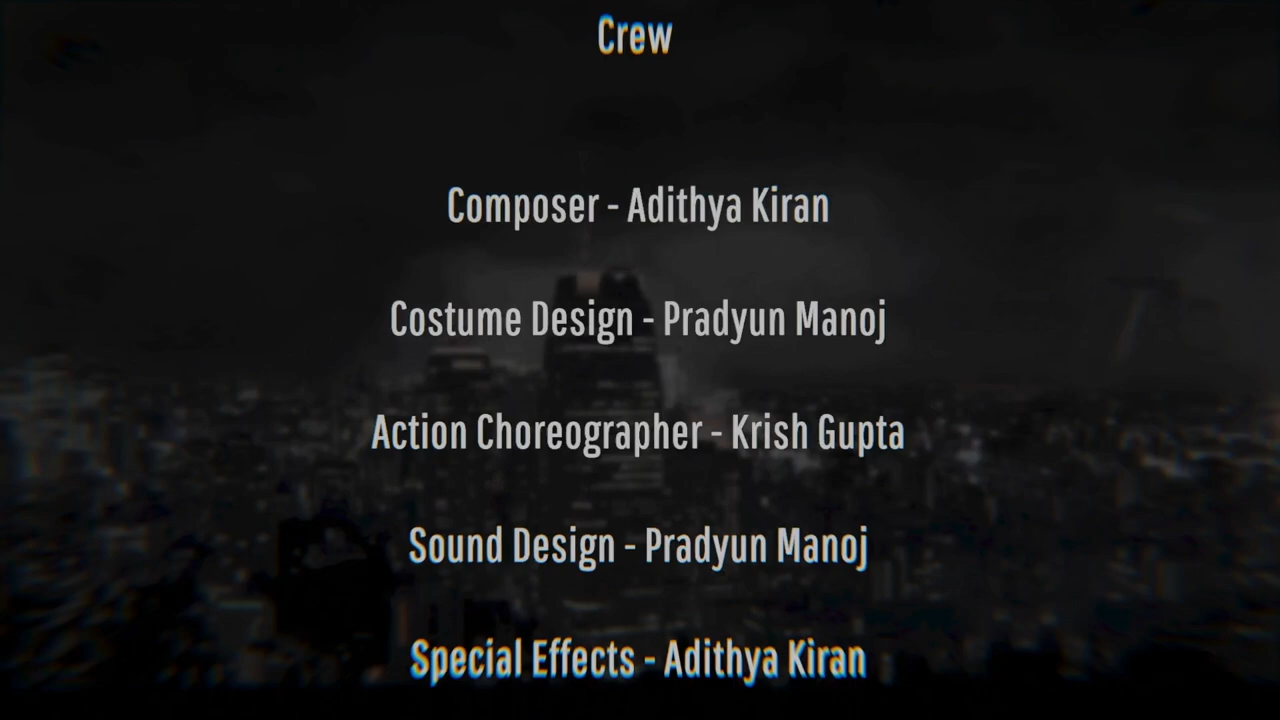 Crew
Composer - Adithya Kiran
Costume Design - Pradyun Manoj
Action Choreographer - Krish Gupta
Sound Design - Pradyun Manoj
Special Effects - Adithya Kiran